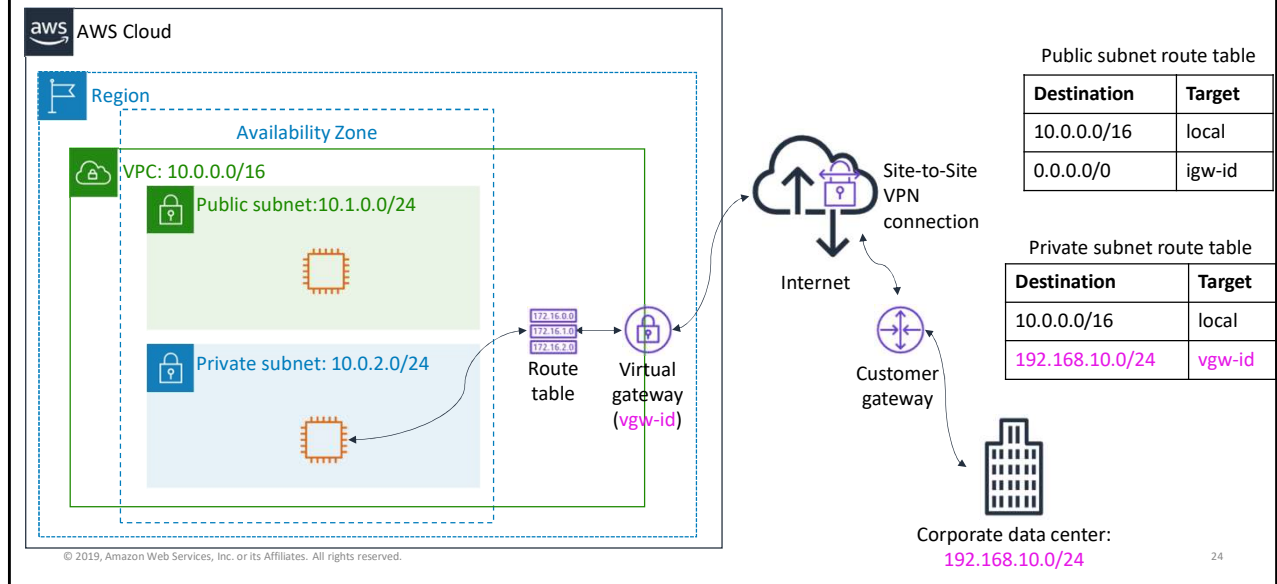 aws AWS Cloud
Region
Availability Zone
VPC: 10.0.0.0/16
Public subnet:10.1.0.0/24
Private subnet: 10.0.2.0/24
172.16.0.0
172.16.1.0
172.16.2.0
Route
table
Virtual
gateway
(vgw-id)
Site-to-Site
VPN
connection
Internet
Customer
gateway
Corporate data center:
192.168.10.0/24
Public subnet route table
Destination Target
10.0.0.0/16 local
0.0.0.0/0 igw-id
Private subnet route table
Destination Target
10.0.0.0/16 local
192.168.10.0/24 vgw-id
© 2019, Amazon Web Services, Inc. or its Affiliates. All rights reserved.
24